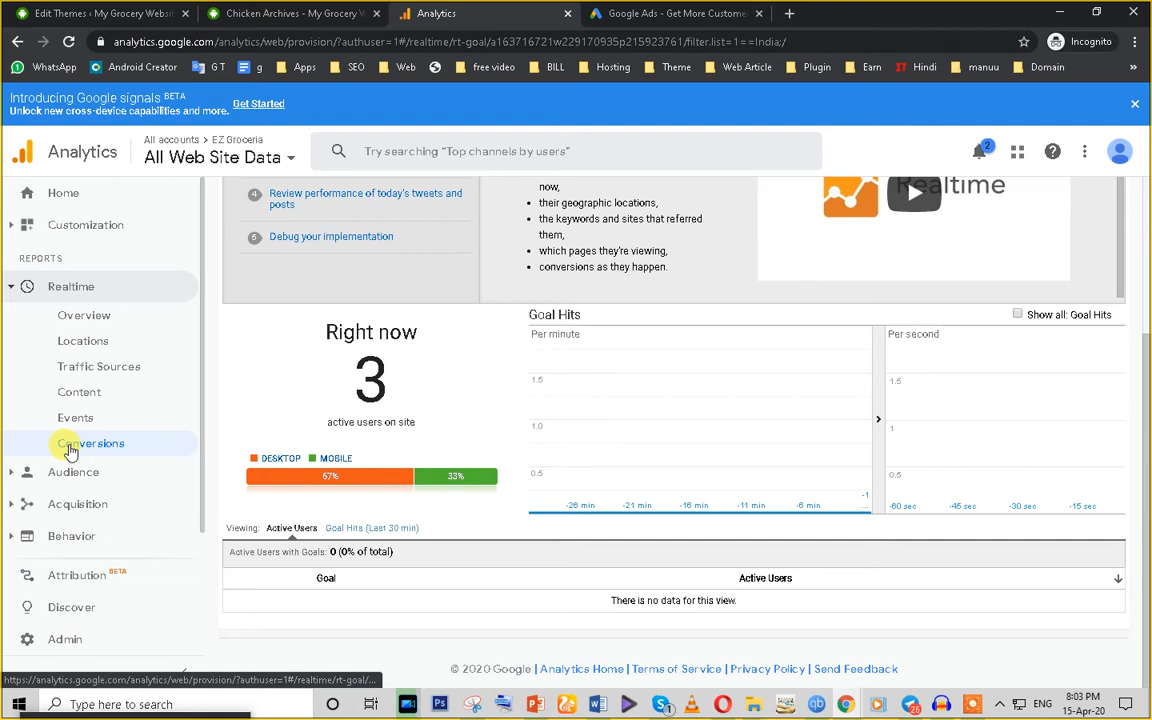 Edit Themes ‹ My Grocery Websit
Chicken Archives - My Grocery W
Analytics
Google Ads - Get More Custome
analytics.google.com/analytics/web/provision/?authuser=1#/realtime/rt-goal/a163716721w229170935p215923761/filter.list=1==India;/
Incognito
WhatsApp
Android Creator
G T
g
Apps
SEO
Web
free video
BILL
Hosting
Theme
Web Article
Plugin
Earn
IT Hindi
manuu
Domain
»
Introducing Google signals BETA
Unlock new cross-device capabilities and more.
Get Started
Analytics
All accounts > EZ Groceria
All Web Site Data
Try searching "Top channels by users"
2
Home
Customization
REPORTS
Realtime
Overview
Locations
Traffic Sources
Content
Events
Conversions
Audience
Acquisition
Behavior
Attribution BETA
Discover
Admin
4 Review performance of today's tweets and
posts
5 Debug your implementation
now,
• their geographic locations,
• the keywords and sites that referred
them,
• which pages they're viewing,
• conversions as they happen.
Realtime
Right now
3
active users on site
DESKTOP
MOBILE
67%
33%
Goal Hits
Show all: Goal Hits
Per minute
Per second
1.5
1.0
0.5
-26 min
-21 min
-16 min
-11 min
-6 min
-1
...
1.5
1
0.5
-60 sec
-45 sec
-30 sec
-15 sec
Viewing: Active Users Goal Hits (Last 30 min)
Active Users with Goals: 0 (0% of total)
Goal
Active Users
There is no data for this view.
© 2020 Google | Analytics Home | Terms of Service | Privacy Policy | Send Feedback
https://analytics.google.com/analytics/web/provision/?authuser=1#/realtime/rt-goal/...
Type here to search
ENG
8:03 PM
15-Apr-20